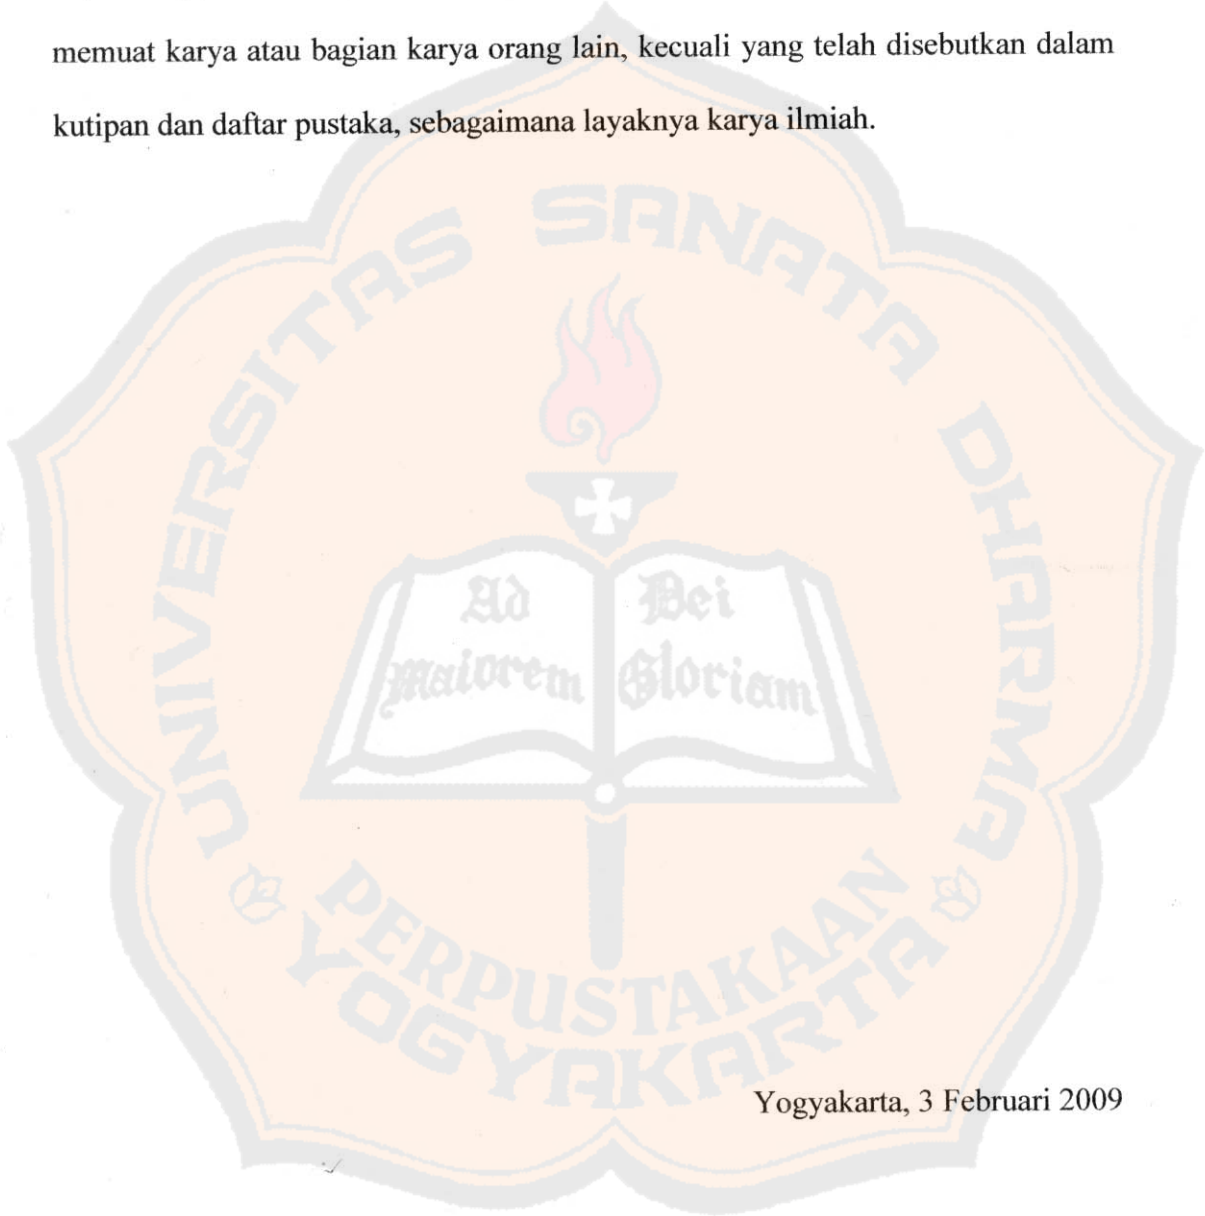 memuat karya atau bagian karya orang lain, kecuali yang telah disebutkan dalam
kutipan dan daftar pustaka, sebagaimana layaknya karya ilmiah.
UNIVERSITAS SANATA DHARMA
Ad Dei
maiorem Gloriam
PERPUSTAKAAN
YOGYAKARTA
Yogyakarta, 3 Februari 2009